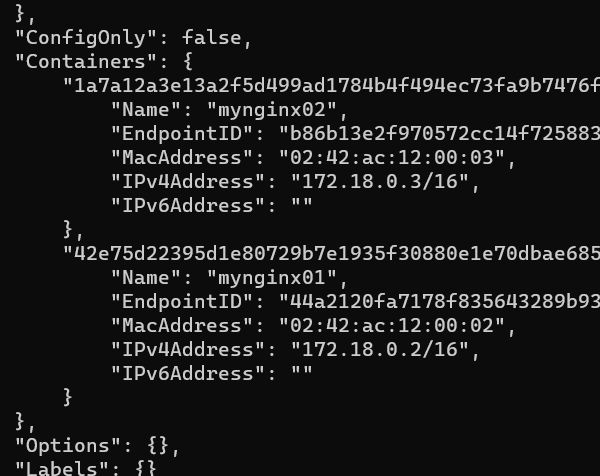 },
"ConfigOnly": false,
"Containers": {
"1a7a12a3e13a2f5d499ad1784b4f494ec73fa9b7476f
"Name": "mynginx02",
"EndpointID": "b86b13e2f970572cc14f725883
"MacAddress": "02:42:ac:12:00:03",
"IPv4Address": "172.18.0.3/16",
"IPv6Address": ""
},
"42e75d22395d1e80729b7e1935f30880e1e70dbae685
"Name": "mynginx01",
"EndpointID": "44a2120fa7178f835643289b93
"MacAddress": "02:42:ac:12:00:02",
"IPv4Address": "172.18.0.2/16",
"IPv6Address": ""
}
},
"Options": {},
"Labels": {}